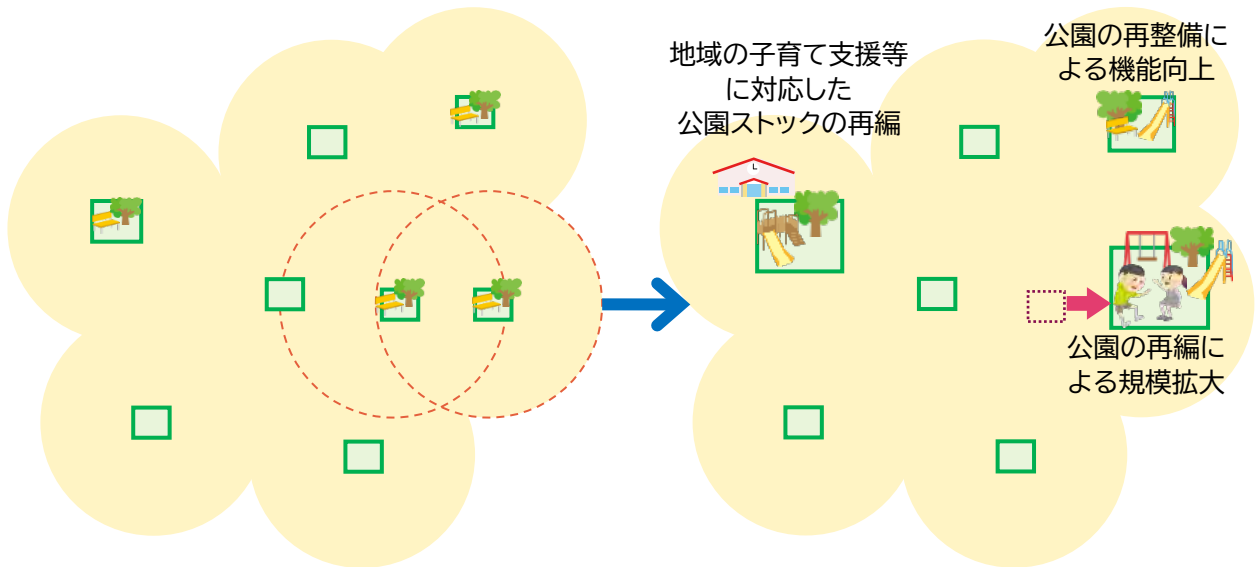 地域の子育て支援等
に対応した
公園ストックの再編
公園の再整備に
よる機能向上
公園の再編に
よる規模拡大